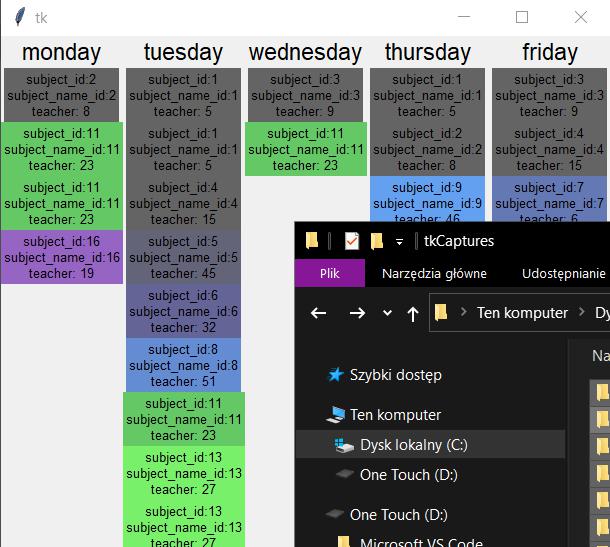 tk
monday
subject_id:2
subject_name_id:2
teacher: 8
subject_id:11
subject_name_id:11
teacher: 23
subject_id:11
subject_name_id:11
teacher: 23
subject_id:16
subject_name_id:16
teacher: 19
tuesday
subject_id:1
subject_name_id:1
teacher: 5
subject_id:1
subject_name_id:1
teacher: 5
subject_id:4
subject_name_id:4
teacher: 15
subject_id:5
subject_name_id:5
teacher: 45
subject_id:6
subject_name_id:6
teacher: 32
subject_id:8
subject_name_id:8
teacher: 51
subject_id:11
subject_name_id:11
teacher: 23
subject_id:13
subject_name_id:13
teacher: 27
subject_id:13
subject_name_id:13
teacher: 27
wednesday
subject_id:3
subject_name_id:3
teacher: 9
subject_id:11
subject_name_id:11
teacher: 23
thursday
subject_id:1
subject_name_id:1
teacher: 5
subject_id:2
subject_name_id:2
teacher: 8
subject_id:9
subject_name_id:9
teacher: 46
friday
subject_id:3
subject_name_id:3
teacher: 9
subject_id:4
subject_name_id:4
teacher: 15
subject_id:7
subject_name_id:7
teacher: 6
tkCaptures
Plik Narzędzia główne Udostępnianie
Ten komputer Dy
Na
Szybki dostęp
Ten komputer
Dysk lokalny (C:)
One Touch (D:)
One Touch (D:)
Microsoft VS Code